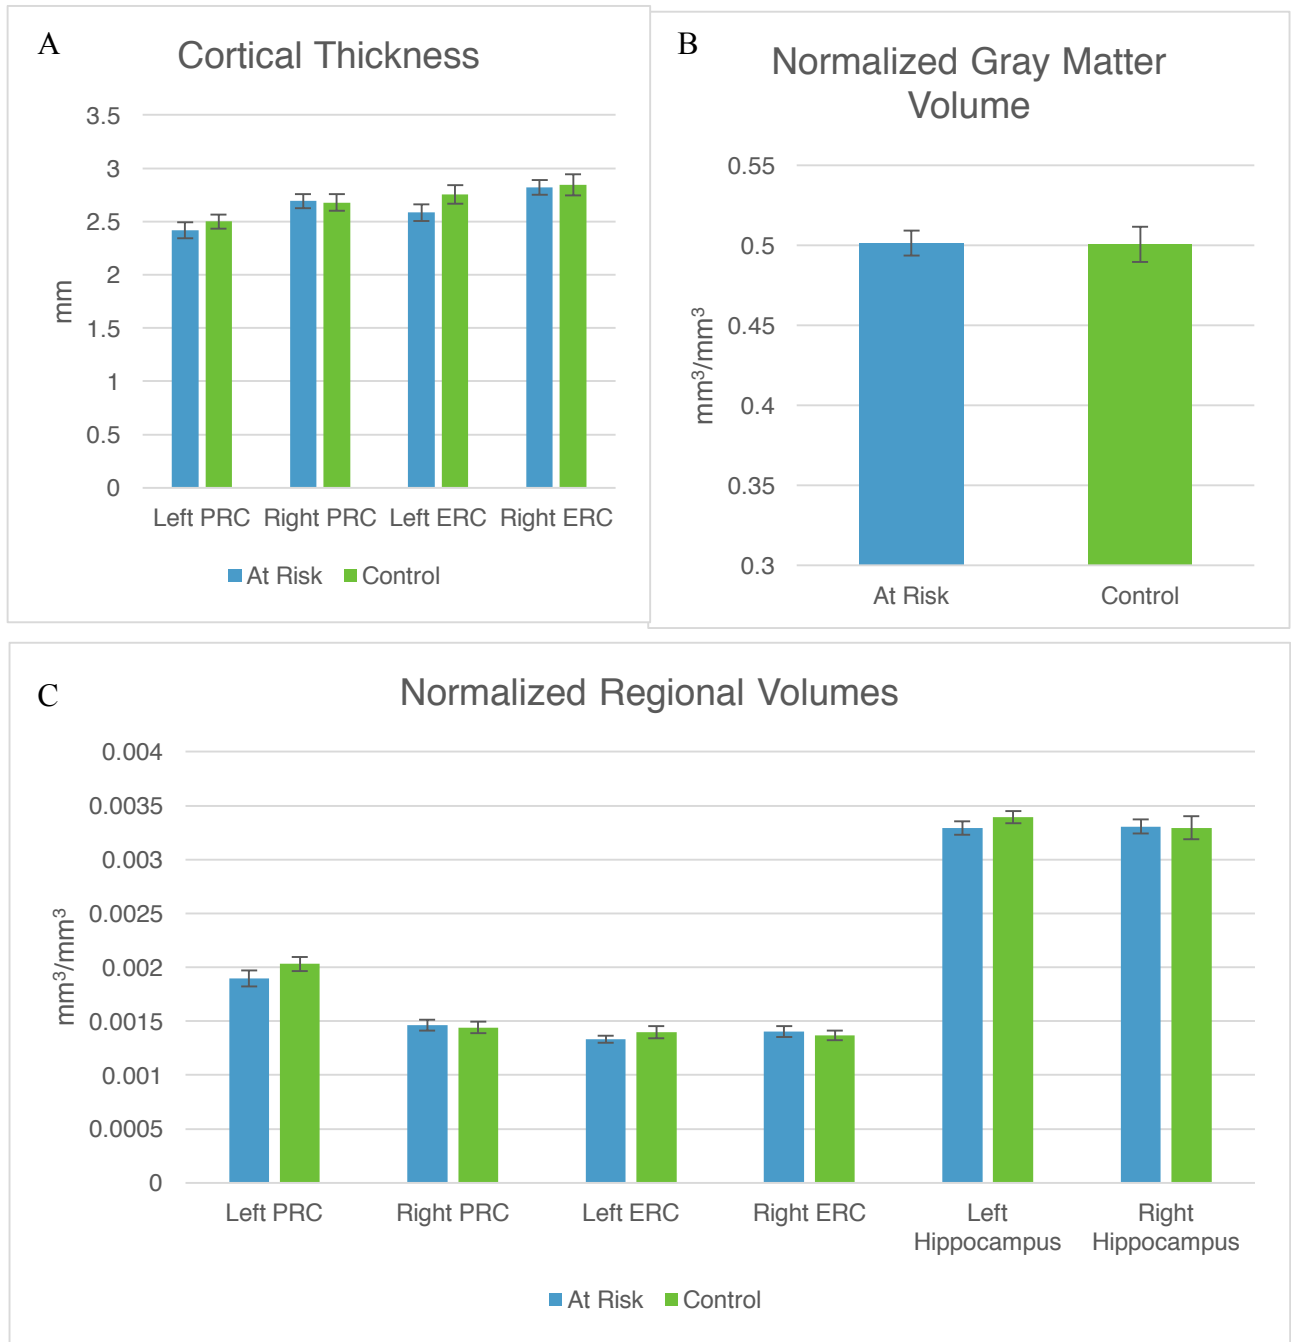 A
Cortical Thickness
3.5
3
2.5
2
1.5
1
0.5
0
mm
Left PRC Right PRC Left ERC Right ERC
At Risk Control
B
Normalized Gray Matter
Volume
0.55
0.5
0.45
0.4
0.35
0.3
mm³/mm³
At Risk Control
C
Normalized Regional Volumes
0.004
0.0035
0.003
0.0025
0.002
0.0015
0.001
0.0005
0
mm³/mm³
Left PRC Right PRC Left ERC Right ERC Left Right
Hippocampus Hippocampus
At Risk Control